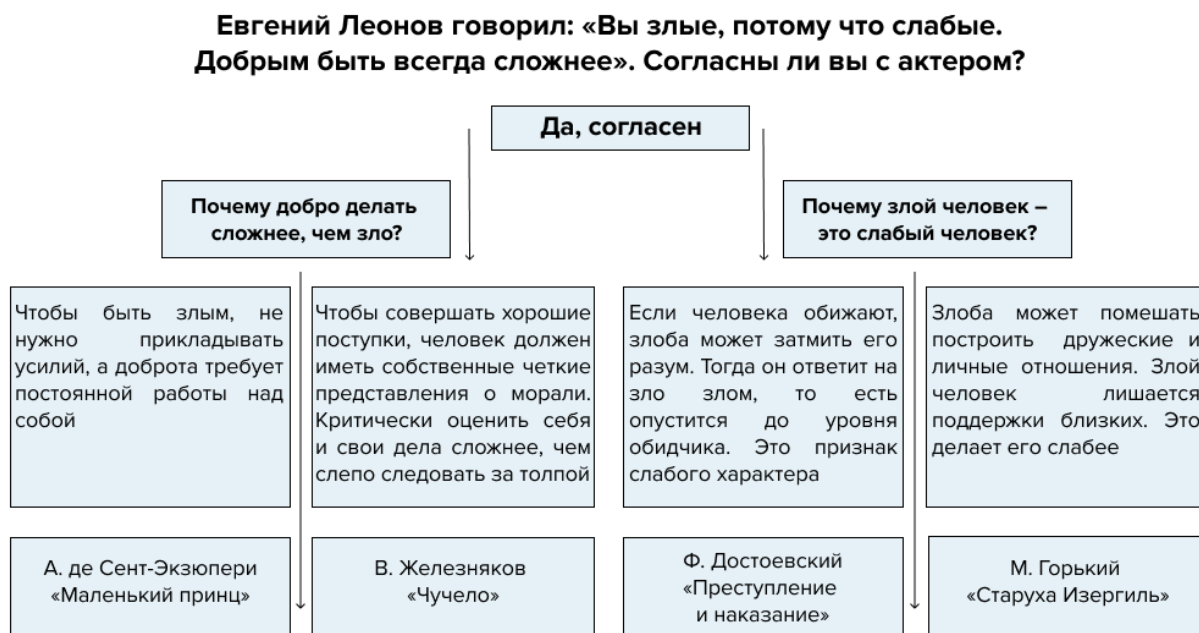 Евгений Леонов говорил: «Вы злые, потому что слабые.
Добрым быть всегда сложнее». Согласны ли вы с актером?
Да, согласен
Почему добро делать
сложнее, чем зло?
Почему злой человек –
это слабый человек?
Чтобы быть злым, не
нужно прикладывать
усилий, а доброта требует
постоянной работы над
собой
Чтобы совершать хорошие
поступки, человек должен
иметь собственные четкие
представления о морали.
Критически оценить себя
и свои дела сложнее, чем
слепо следовать за толпой
Если человека обижают,
злоба может затмить его
разум. Тогда он ответит на
зло злом, то есть
опустится до уровня
обидчика. Это признак
слабого характера
Злоба может помешать
построить дружеские и
личные отношения. Злой
человек лишается
поддержки близких. Это
делает его слабее
А. де Сент-Экзюпери
«Маленький принц»
В. Железняков
«Чучело»
Ф. Достоевский
«Преступление
и наказание»
М. Горький
«Старуха Изергиль»